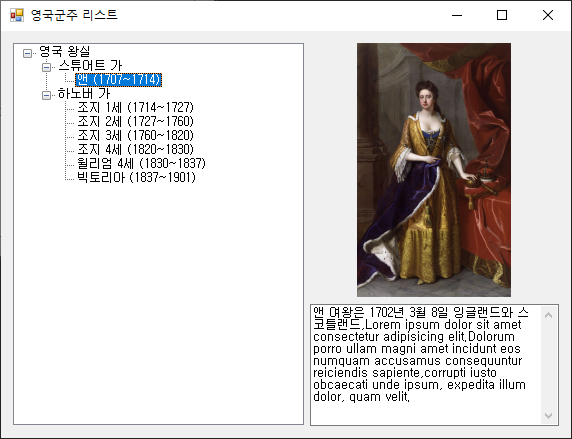 영국군주 리스트
영국 왕실
스튜어트 가
앤 (1707~1714)
하노버 가
조지 1세 (1714~1727)
조지 2세 (1727~1760)
조지 3세 (1760~1820)
조지 4세 (1820~1830)
윌리엄 4세 (1830~1837)
빅토리아 (1837~1901)
앤 여왕은 1702년 3월 8일 잉글랜드와 스
코틀랜드,Lorem ipsum dolor sit amet
consectetur adipisicing elit.Dolorum
porro ullam magni amet incidunt eos
numquam accusamus consequuntur
reiciendis sapiente,corrupti iusto
obcaecati unde ipsum, expedita illum
dolor, quam velit.